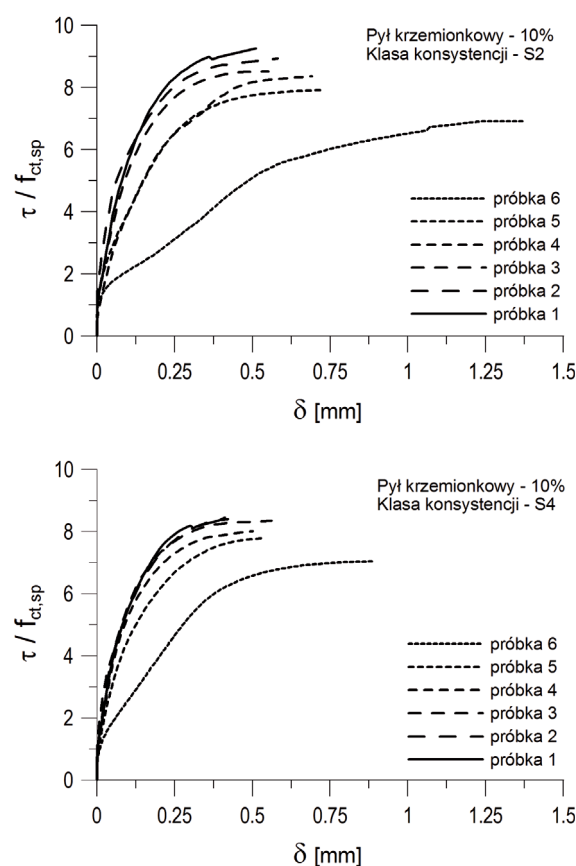 10
8
6
4
2
0
τ / fct,sp
Pył krzemionkowy - 10%
Klasa konsystencji - S2
próbka 6
próbka 5
próbka 4
próbka 3
próbka 2
próbka 1
0 0.25 0.5 0.75 1 1.25 1.5
δ [mm]
10
8
6
4
2
0
τ / fct,sp
Pył krzemionkowy - 10%
Klasa konsystencji - S4
próbka 6
próbka 5
próbka 4
próbka 3
próbka 2
próbka 1
0 0.25 0.5 0.75 1 1.25 1.5
δ [mm]